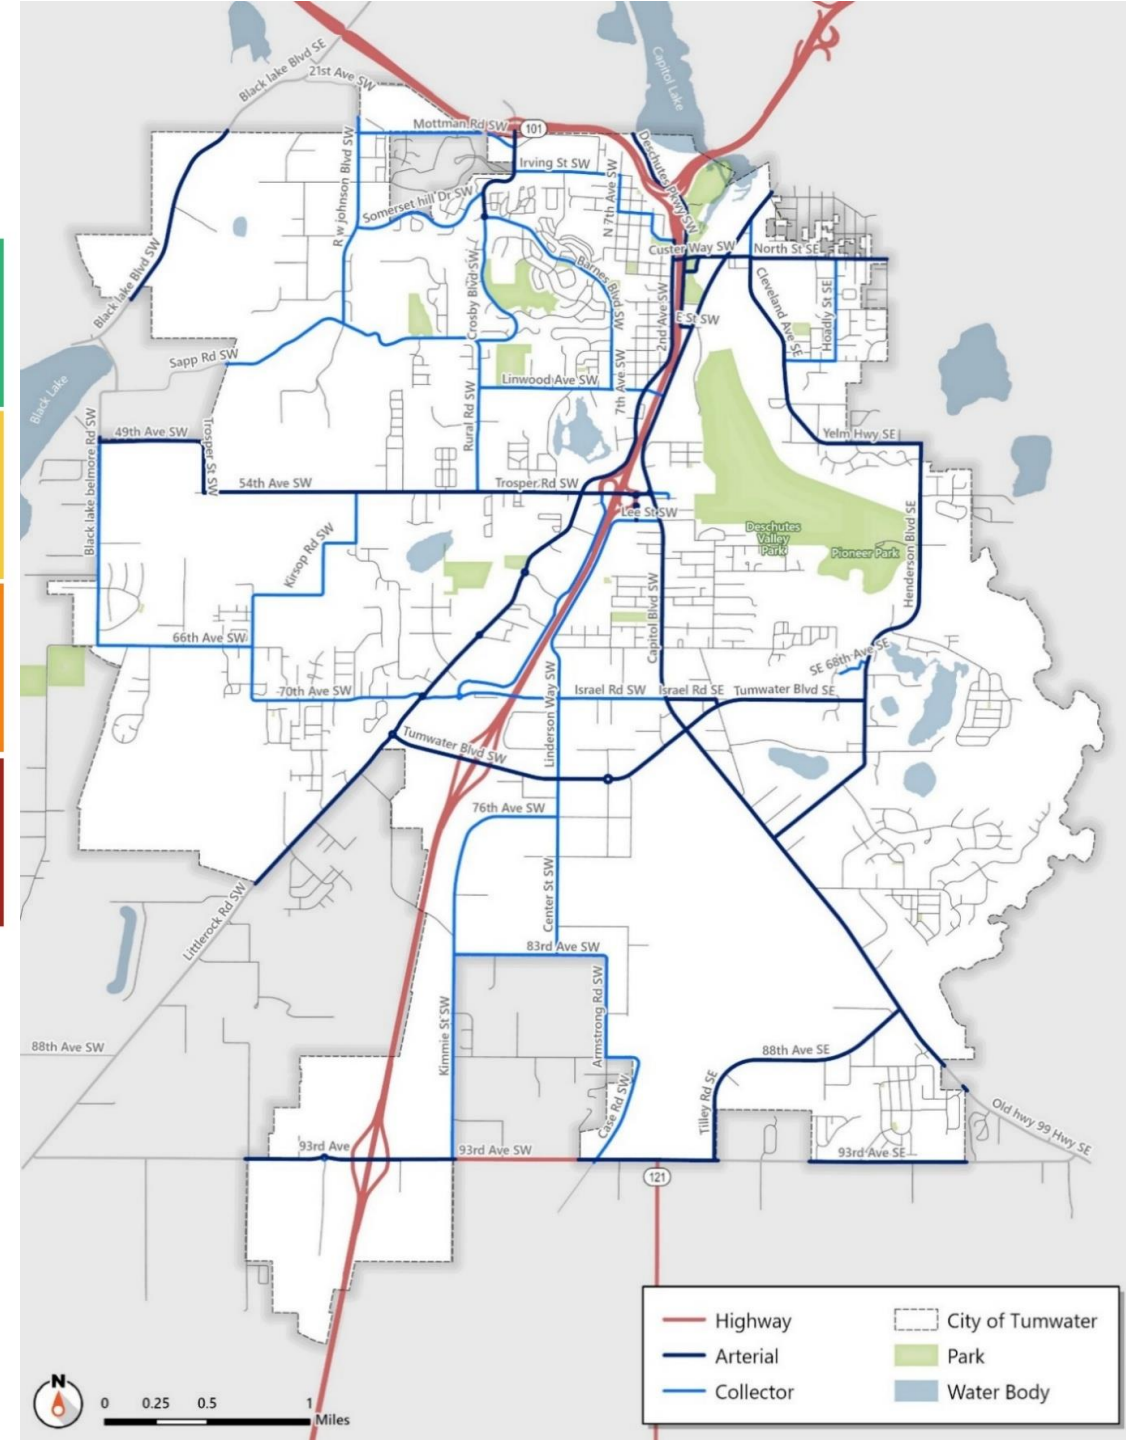 Black lake Blvd SE
21st Ave SW
Capitol Lake
Mottman Rd SW
101
Deschutes Pkwy SW
R w johnson Blvd SW
Irving St SW
N 7th Ave SW
Somerset hill Dr SW
Custer Way SW
North St SE
Black lake Blvd SW
Crosby Blvd SW
Barnes Blvd SW
2nd Ave SW
Cleveland Ave SE
Hoadly St SE
E St SW
Sapp Rd SW
Black Lake
Linwood Ave SW
7th Ave SW
Rural Rd SW
49th Ave SW
Trosper St SW
Yelm Hwy SE
Black lake belmore Rd SW
54th Ave SW
Trosper Rd SW
Lee St SW
Deschutes
Valley
Park
Pioneer Park
Kirsop Rd SW
Henderson Blvd SE
Capitol Blvd SW
66th Ave SW
SE 68th Ave SE
70th Ave SW
Linderson Way SW
Israel Rd SW
Israel Rd SE
Tumwater Blvd SE
Tumwater Blvd SW
76th Ave SW
Center St SW
Littlerock Rd SW
83rd Ave SW
Kimmie St SW
Armstrong Rd SW
88th Ave SW
88th Ave SE
Case Rd SW
Tilley Rd SE
Old hwy 99 Hwy SE
93rd Ave
93rd Ave SW
93rd Ave SE
121
Highway
City of Tumwater
Arterial
Park
Collector
Water Body
N
0 0.25 0.5 1
Miles